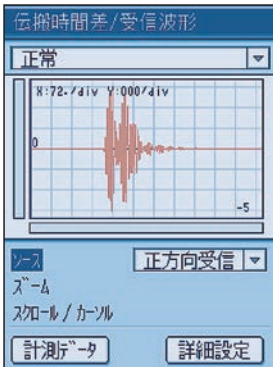 伝搬時間差/受信波形
正常
X:72./div Y:000/div
0
-5
ソース
正方向受信
ズーム
スクロール / カーソル
計測データ
詳細設定